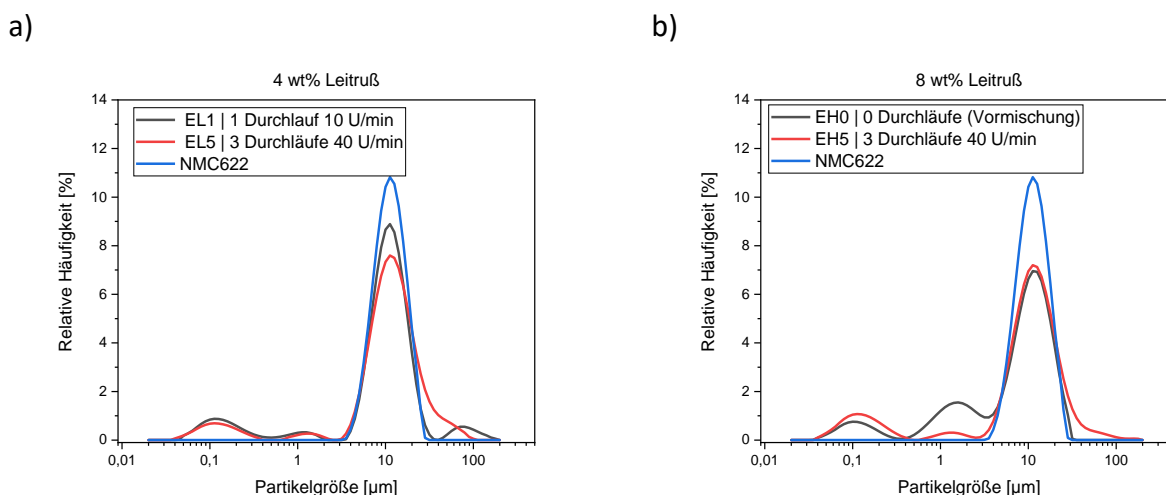 a)
4 wt% Leitruß
EL1 | 1 Durchlauf 10 U/min
EL5 | 3 Durchläufe 40 U/min
NMC622
Relative Häufigkeit [%]
14
12
10
8
6
4
2
0
0,01 0,1 1 10 100
Partikelgröße [µm]
b)
8 wt% Leitruß
EH0 | 0 Durchläufe (Vormischung)
EH5 | 3 Durchläufe 40 U/min
NMC622
Relative Häufigkeit [%]
14
12
10
8
6
4
2
0
0,01 0,1 1 10 100
Partikelgröße [µm]